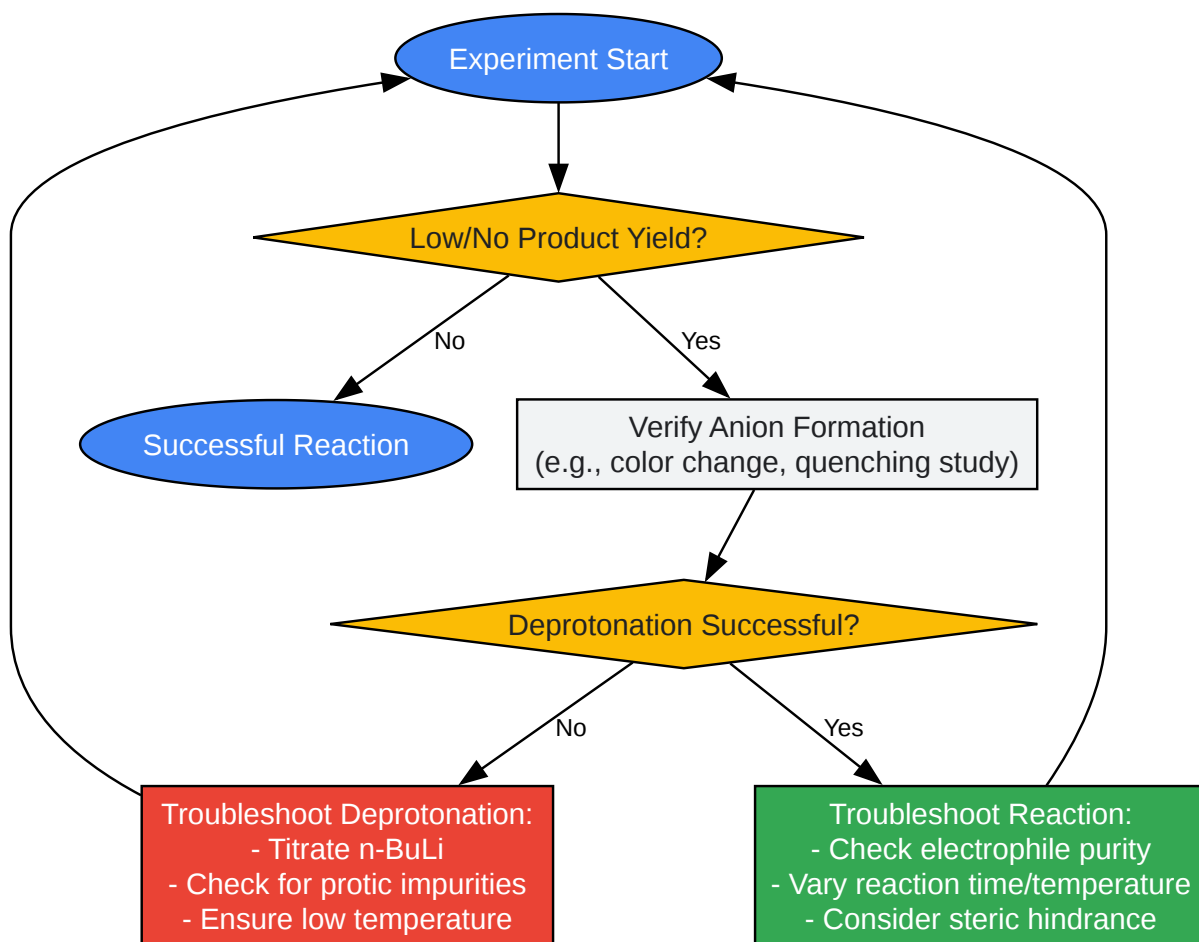 Experiment Start
Low/No Product Yield?
No
Yes
Successful Reaction
Verify Anion Formation
(e.g., color change, quenching study)
Deprotonation Successful?
No
Yes
Troubleshoot Deprotonation:
- Titrate n-BuLi
- Check for protic impurities
- Ensure low temperature
Troubleshoot Reaction:
- Check electrophile purity
- Vary reaction time/temperature
- Consider steric hindrance